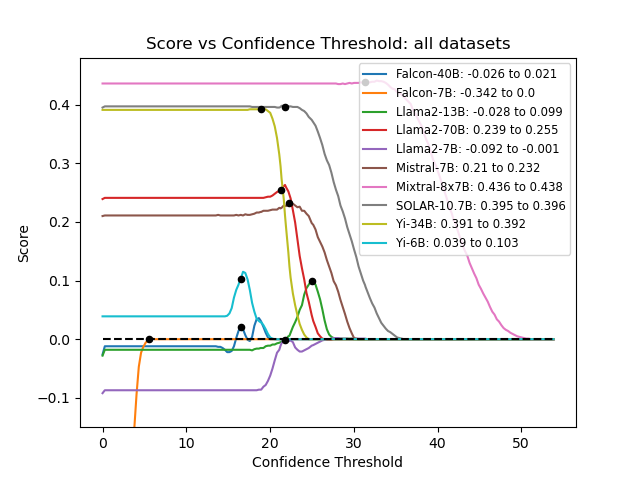 Score vs Confidence Threshold: all datasets
Falcon-40B: -0.026 to 0.021
Falcon-7B: -0.342 to 0.0
Llama2-13B: -0.028 to 0.099
Llama2-70B: 0.239 to 0.255
Llama2-7B: -0.092 to -0.001
Mistral-7B: 0.21 to 0.232
Mixtral-8x7B: 0.436 to 0.438
SOLAR-10.7B: 0.395 to 0.396
Yi-34B: 0.391 to 0.392
Yi-6B: 0.039 to 0.103
Score
0.4
0.3
0.2
0.1
0.0
−0.1
0 10 20 30 40 50
Confidence Threshold